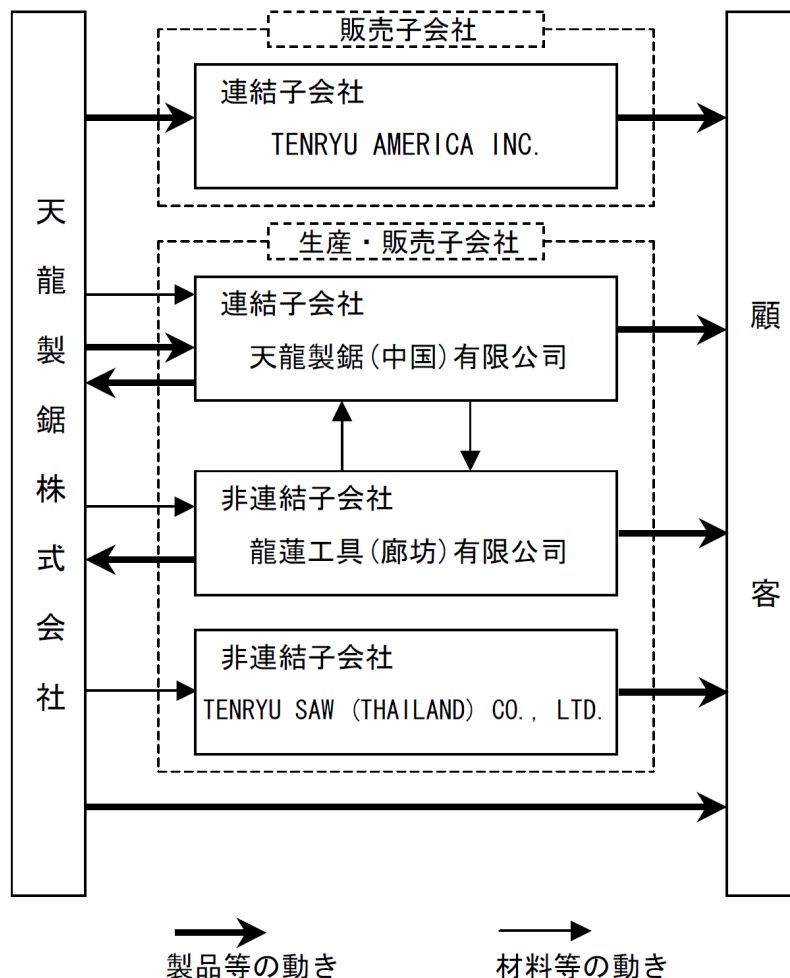 販売子会社
連結子会社
TENRYU AMERICA INC.
天龍製鋸株式会社
生産・販売子会社
連結子会社
天龍製鋸(中国)有限公司
顧客
非連結子会社
龍蓮工具(廊坊)有限公司
非連結子会社
TENRYU SAW (THAILAND) CO., LTD.
製品等の動き
材料等の動き